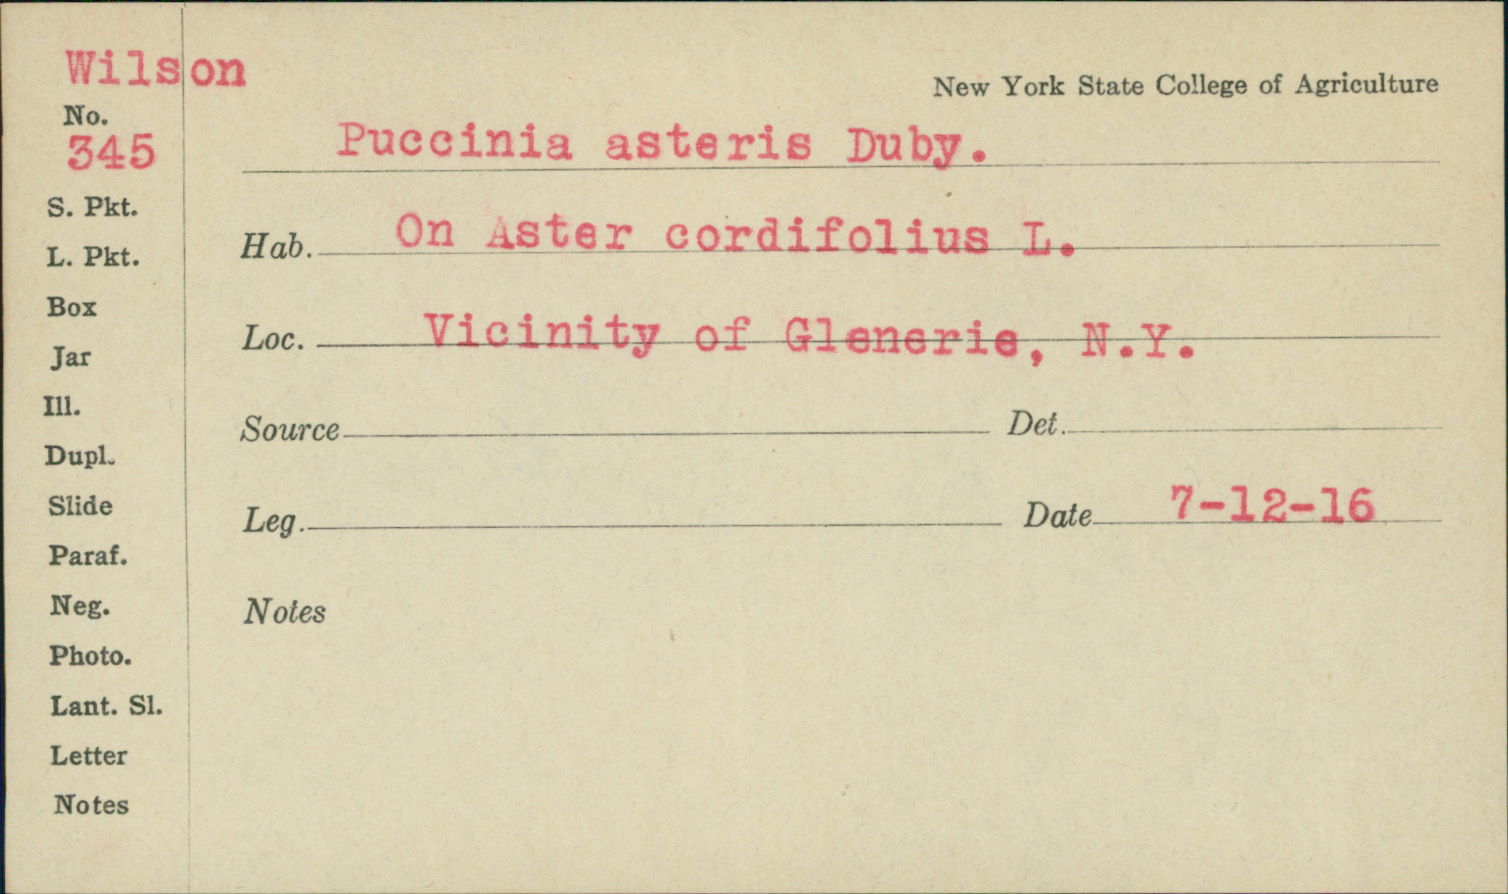 Wilson
New York State College of Agriculture
No.
345
Puccinia asteris Duby.
S. Pkt.
Hab. On Aster cordifolius L.
L. Pkt.
Box
Loc. Vicinity of Glenerie, N.Y.
Jar
Ill.
Source Det.
Dupl.
Slide
Leg. Date 7-12-16
Paraf.
Neg.
Notes
Photo.
Lant. Sl.
Letter
Notes